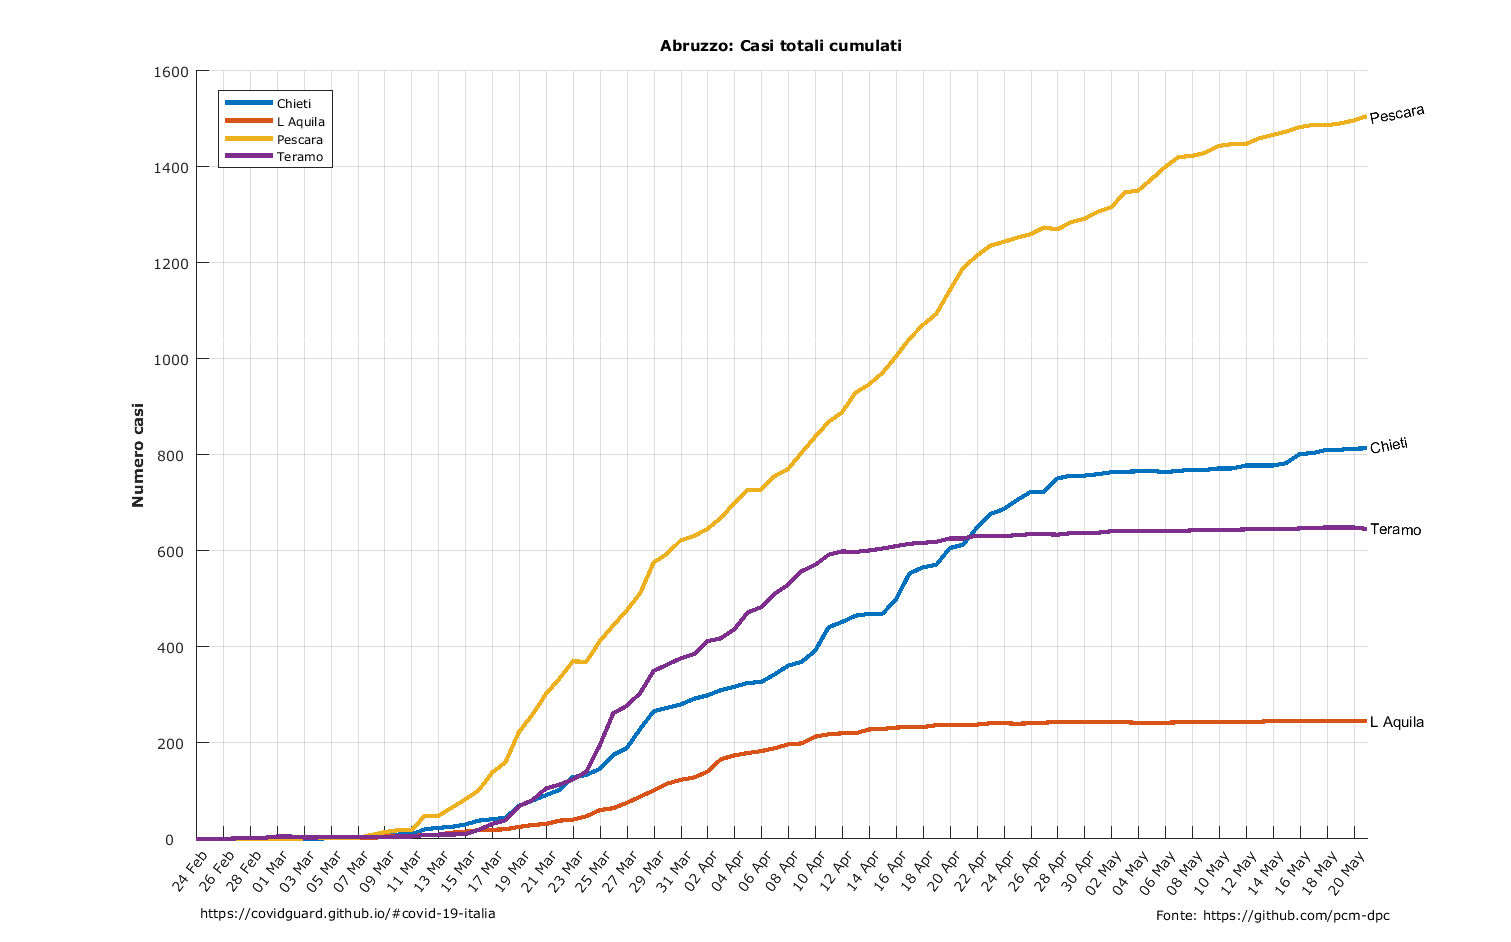 Abruzzo: Casi totali cumulati
1600
1400
1200
1000
800
600
400
200
0
Numero casi
Chieti
L Aquila
Pescara
Teramo
Pescara
Chieti
Teramo
L Aquila
24 Feb
26 Feb
28 Feb
01 Mar
03 Mar
05 Mar
07 Mar
09 Mar
11 Mar
13 Mar
15 Mar
17 Mar
19 Mar
21 Mar
23 Mar
25 Mar
27 Mar
29 Mar
31 Mar
02 Apr
04 Apr
06 Apr
08 Apr
10 Apr
12 Apr
14 Apr
16 Apr
18 Apr
20 Apr
22 Apr
24 Apr
26 Apr
28 Apr
30 Apr
02 May
04 May
06 May
08 May
10 May
12 May
14 May
16 May
18 May
20 May
https://covidguard.github.io/#covid-19-italia
Fonte: https://github.com/pcm-dpc